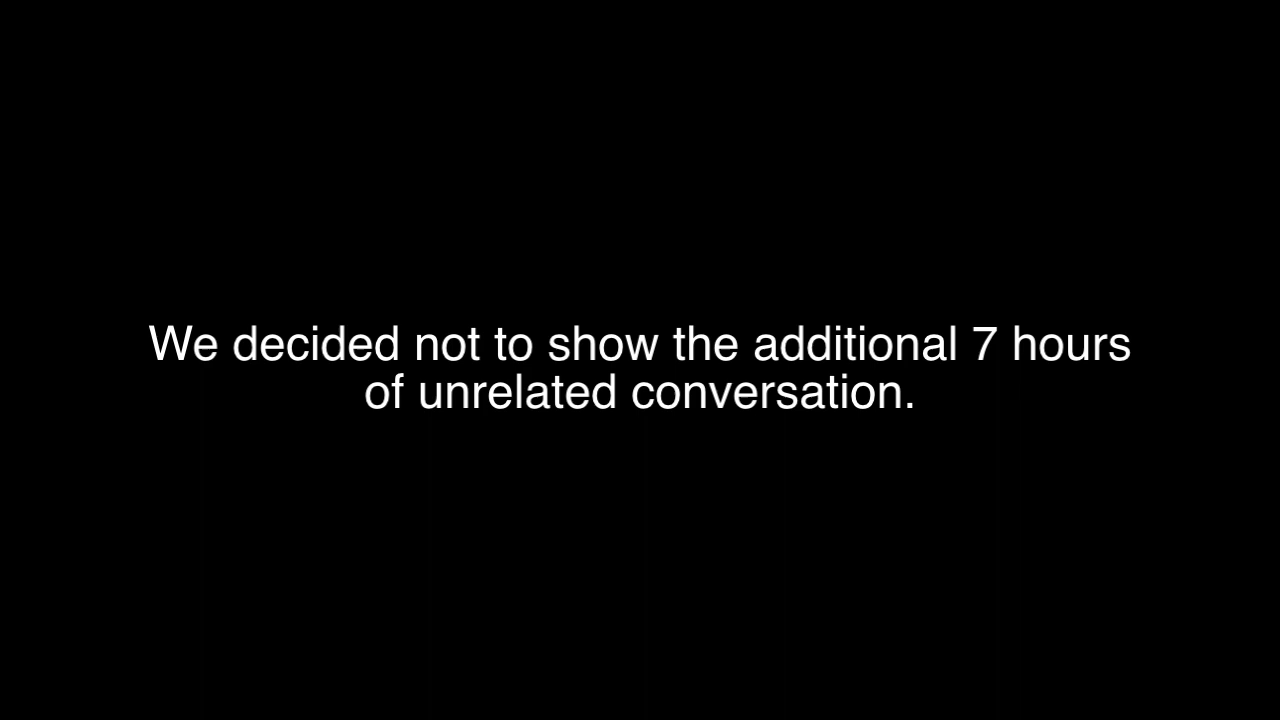 We decided not to show the additional 7 hours
of unrelated conversation.